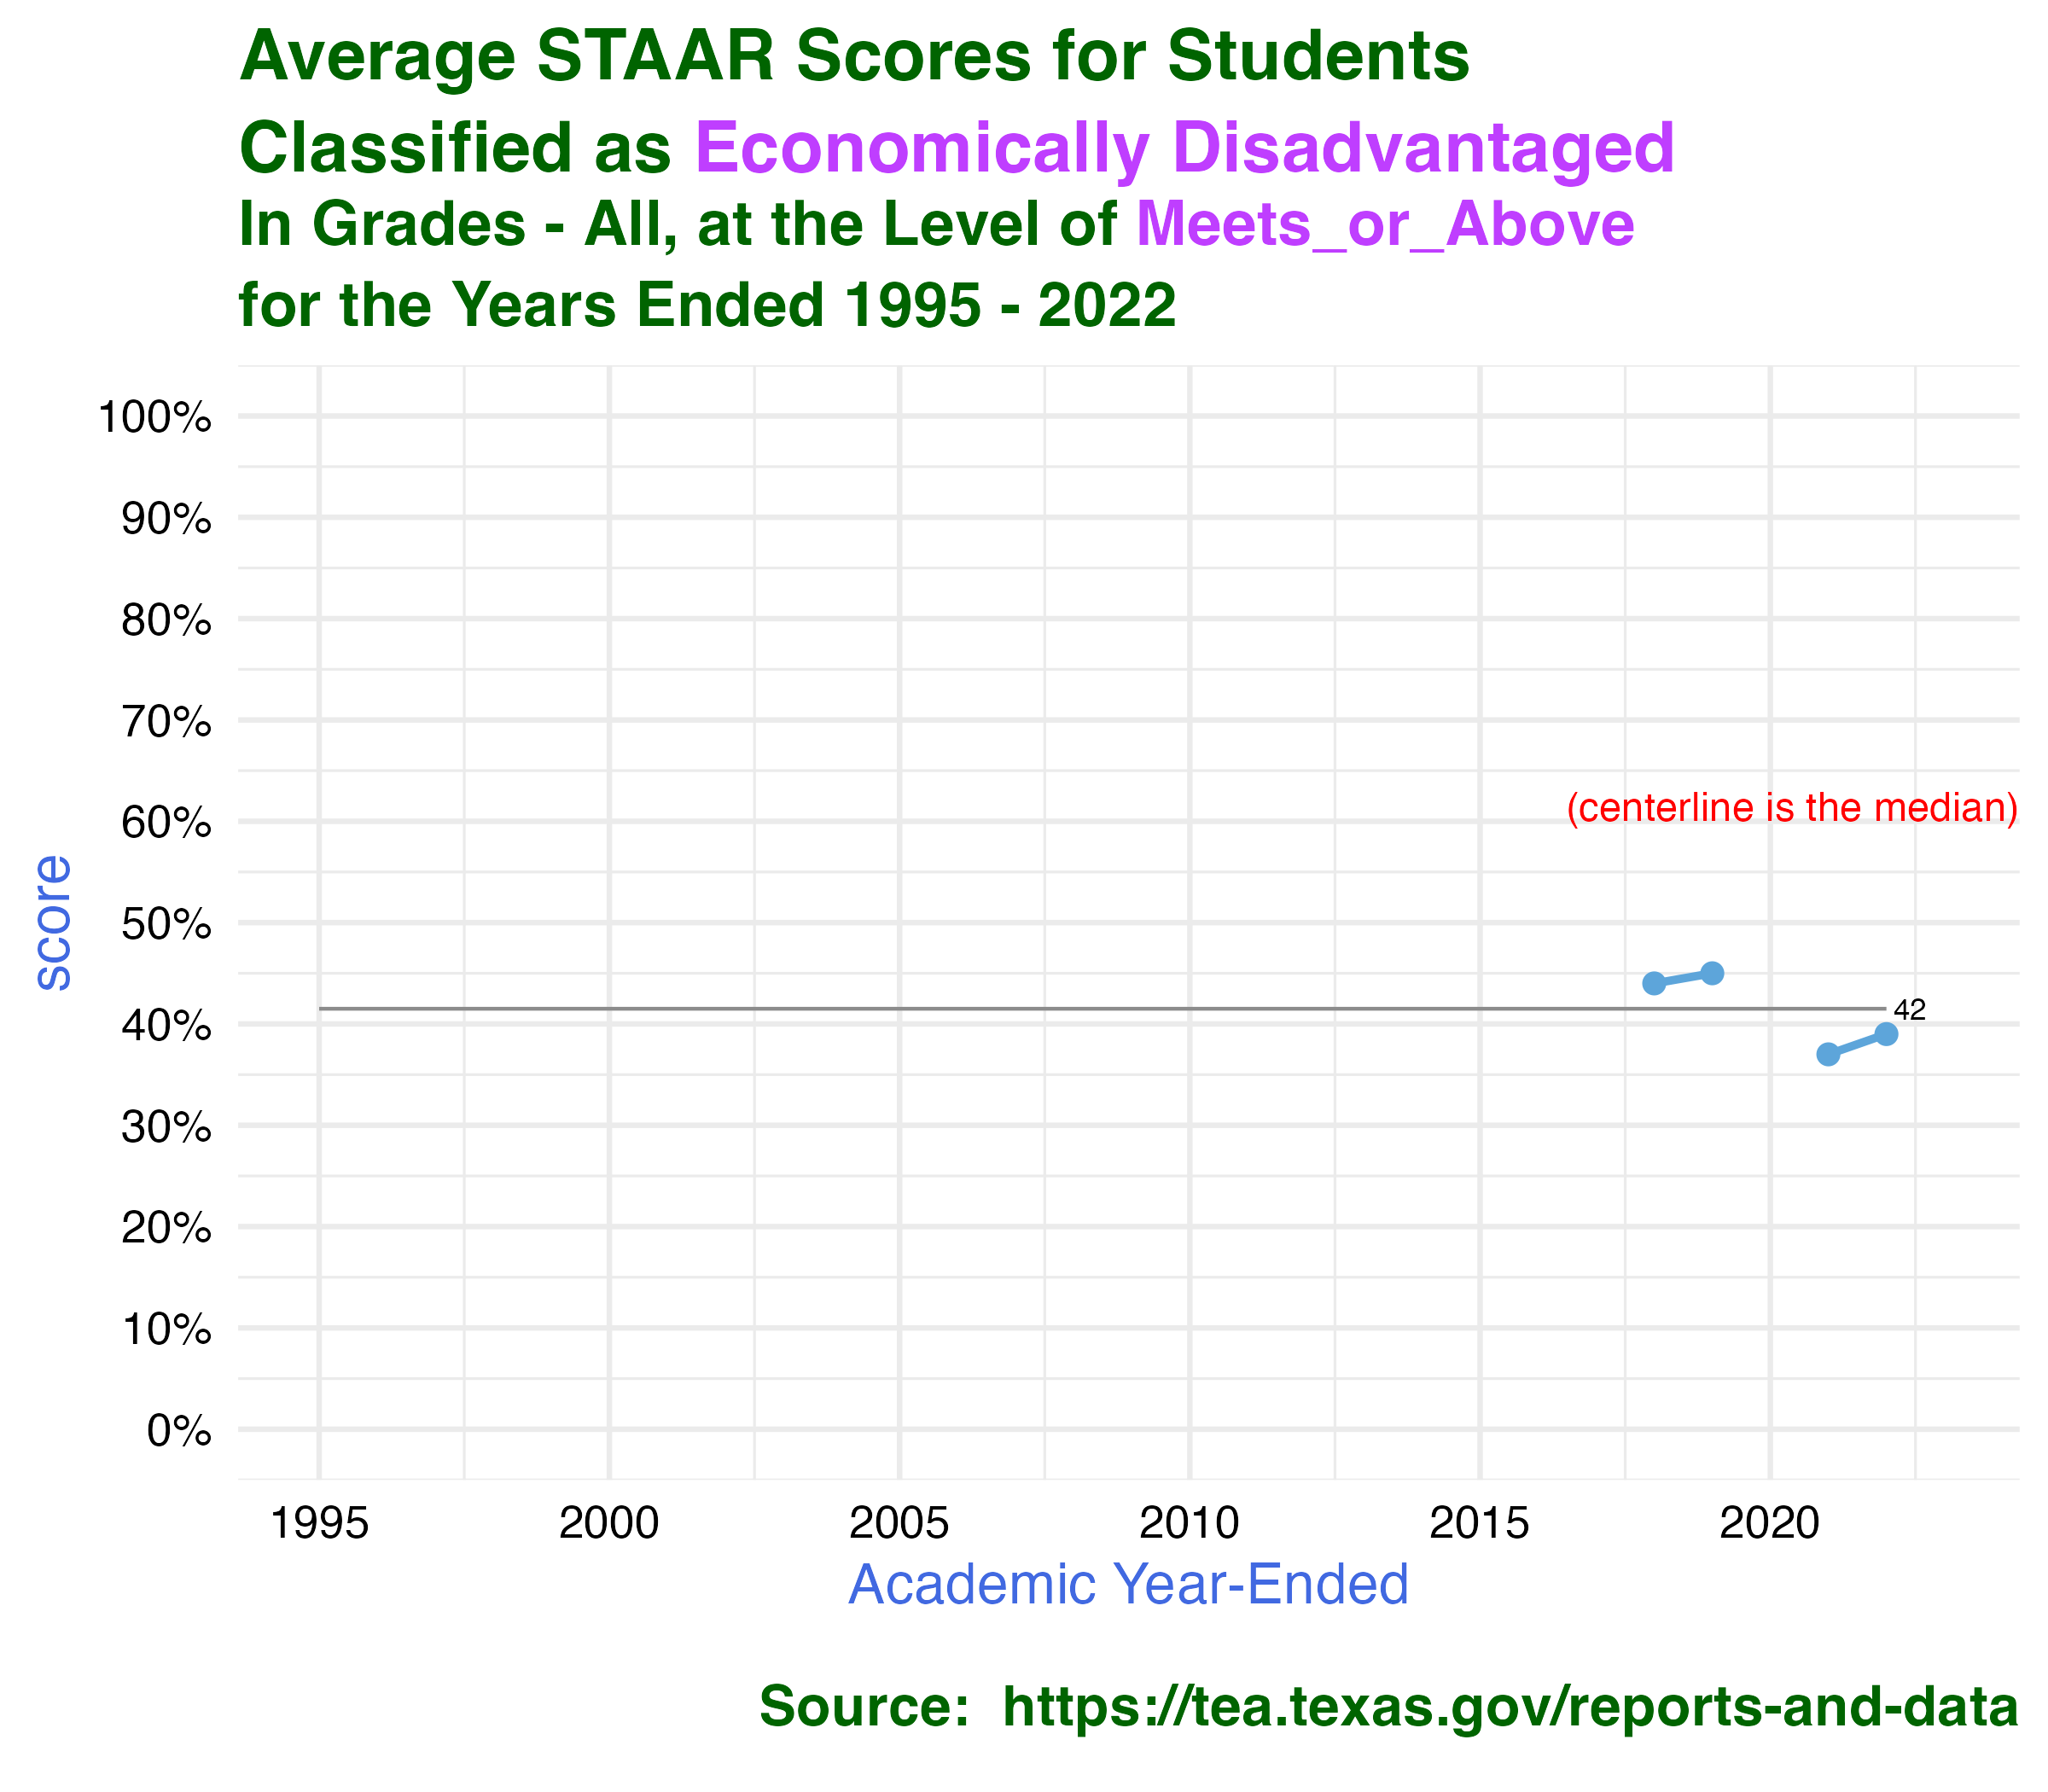 Average STAAR Scores for Students
Classified as Economically Disadvantaged
In Grades - All, at the Level of Meets_or_Above
for the Years Ended 1995 - 2022
100%
90%
80%
70%
(centerline is the median)
60%
50%
42
40%
30%
20%
10%
0%
score
1995 2000 2005 2010 2015 2020
Academic Year-Ended
Source:  https://tea.texas.gov/reports-and-data